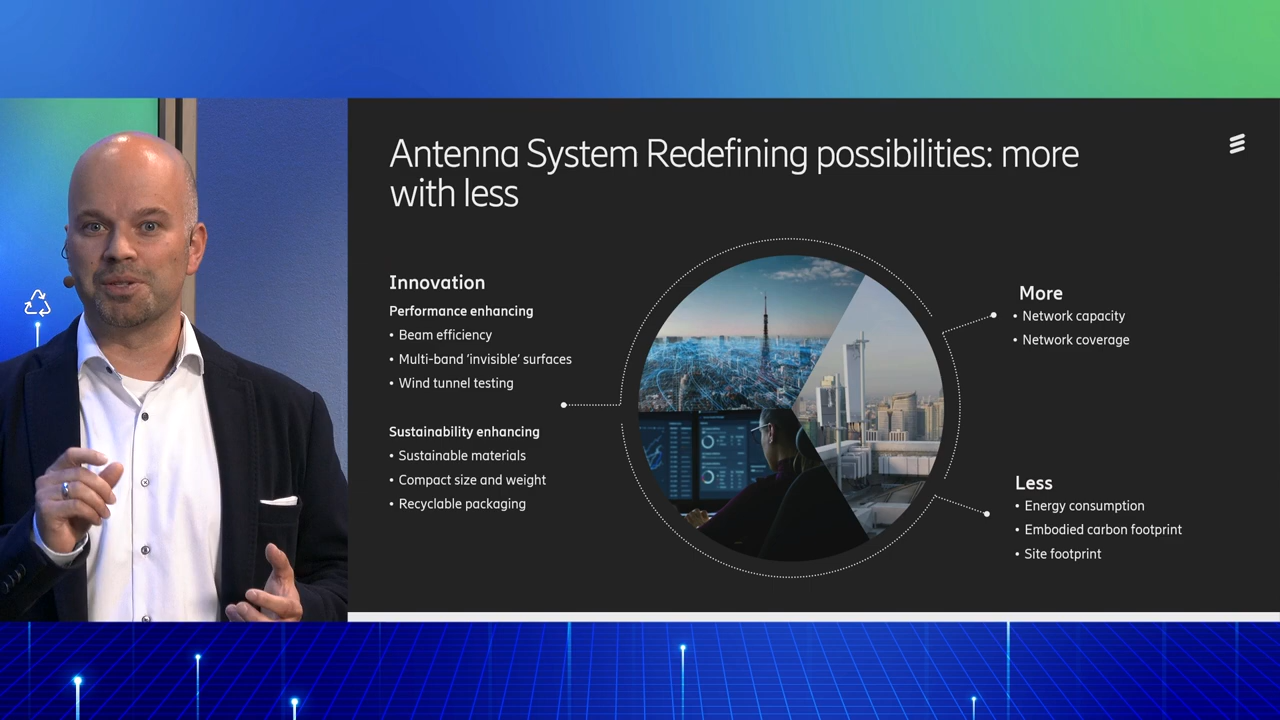 Antenna System Redefining possibilities: more
with less
Innovation
Performance enhancing
• Beam efficiency
• Multi-band 'invisible' surfaces
• Wind tunnel testing
Sustainability enhancing
• Sustainable materials
• Compact size and weight
• Recyclable packaging
More
• Network capacity
• Network coverage
Less
• Energy consumption
• Embodied carbon footprint
• Site footprint